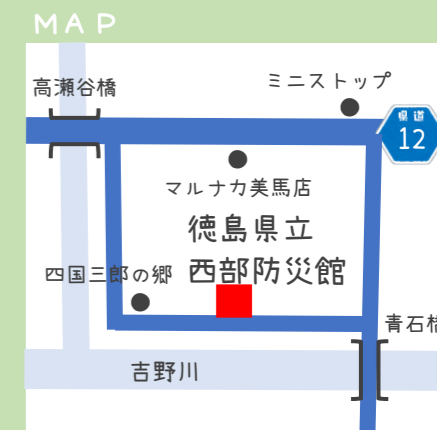 MAP
高瀬谷橋
ミニストップ
県道
12
マルナカ美馬店
徳島県立
西部防災館
四国三郎の郷
青石橋
吉野川